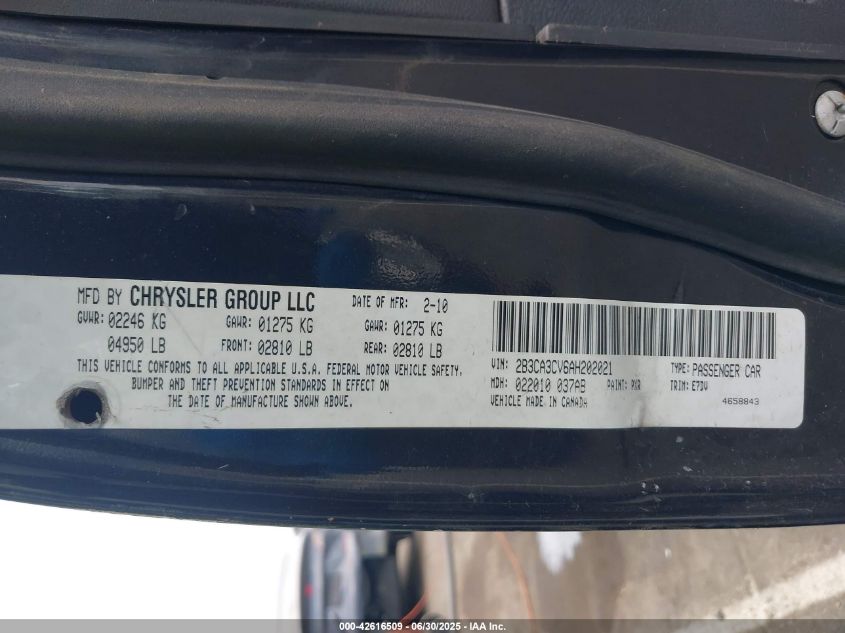 MFD BY CHRYSLER GROUP LLC DATE OF MFR: 2-10
GVWR: 02246 KG GAWR: 01275 KG GAWR: 01275 KG
04950 LB FRONT: 02810 LB REAR: 02810 LB
THIS VEHICLE CONFORMS TO ALL APPLICABLE U.S.A. FEDERAL MOTOR VEHICLE SAFETY,
BUMPER AND THEFT PREVENTION STANDARDS IN EFFECT ON
THE DATE OF MANUFACTURE SHOWN ABOVE.
VIN: 2B3CA3CV6AH202021 TYPE: PASSENGER CAR
MDH: 022010 037AB PAINT: PXR TRIM: E7DV
VEHICLE MADE IN CANADA 4658843
000-42616509 - 06/30/2025 - IAA Inc.